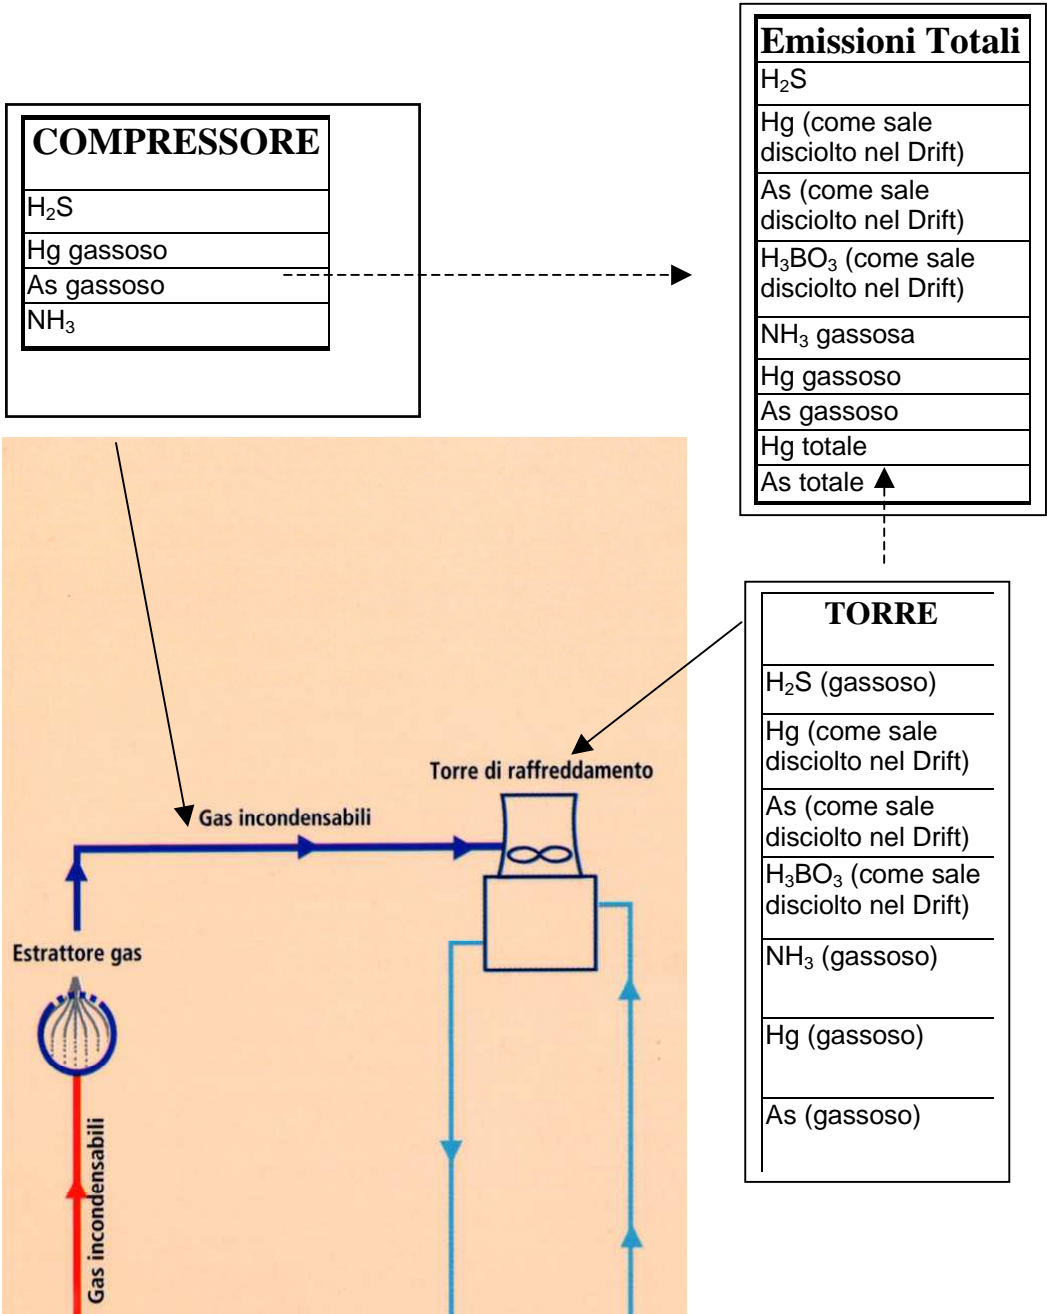 Emissioni Totali
H₂S
Hg (come sale
disciolto nel Drift)
As (come sale
disciolto nel Drift)
H₃BO₃ (come sale
disciolto nel Drift)
NH₃ gassosa
Hg gassoso
As gassoso
Hg totale
As totale
COMPRESSORE
H₂S
Hg gassoso
As gassoso
NH₃
TORRE
H₂S (gassoso)
Hg (come sale
disciolto nel Drift)
As (come sale
disciolto nel Drift)
H₃BO₃ (come sale
disciolto nel Drift)
NH₃ (gassoso)
Hg (gassoso)
As (gassoso)
Torre di raffreddamento
Gas incondensabili
Estrattore gas
Gas incondensabili